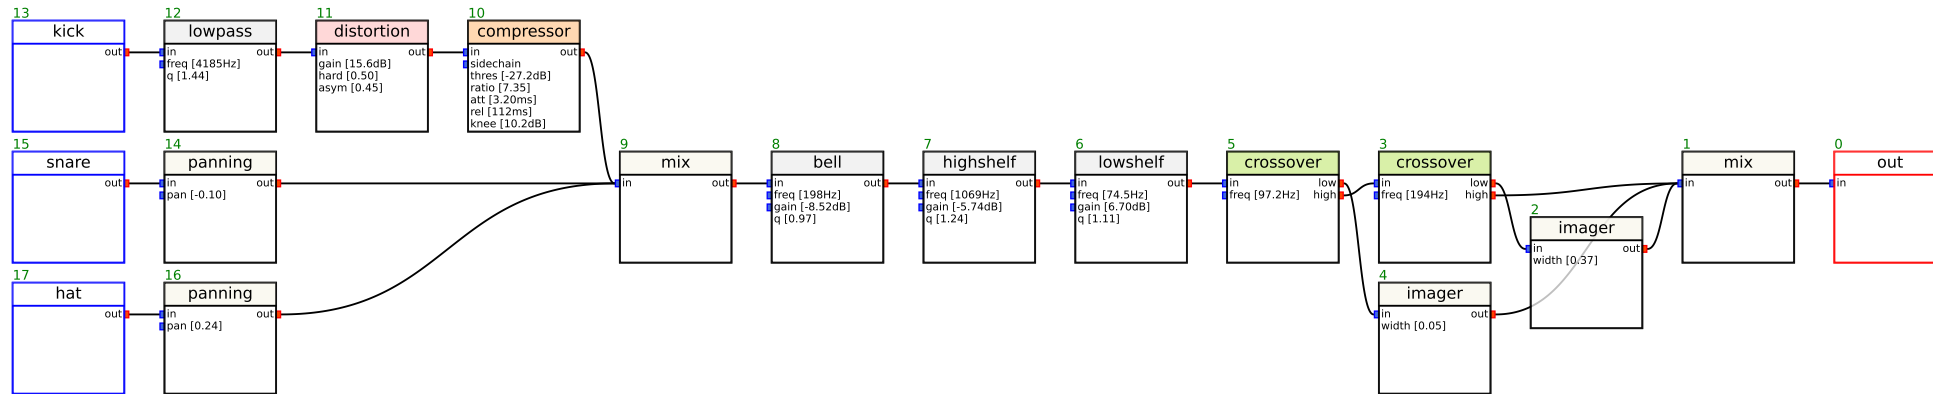 13
kick
out
12
lowpass
in out
freq [4185Hz]
q [1.44]
11
distortion
in out
gain [15.6dB]
hard [0.50]
asym [0.45]
10
compressor
in out
sidechain
thres [-27.2dB]
ratio [7.35]
att [3.20ms]
rel [112ms]
knee [10.2dB]
15
snare
out
14
panning
in out
pan [-0.10]
9
mix
in out
8
bell
in out
freq [198Hz]
gain [-8.52dB]
q [0.97]
7
highshelf
in out
freq [1069Hz]
gain [-5.74dB]
q [1.24]
6
lowshelf
in out
freq [74.5Hz]
gain [6.70dB]
q [1.11]
5
crossover
in low
freq [97.2Hz] high
3
crossover
in low
freq [194Hz] high
2
imager
in out
width [0.37]
1
mix
in out
0
out
in
17
hat
out
16
panning
in out
pan [0.24]
4
imager
in out
width [0.05]